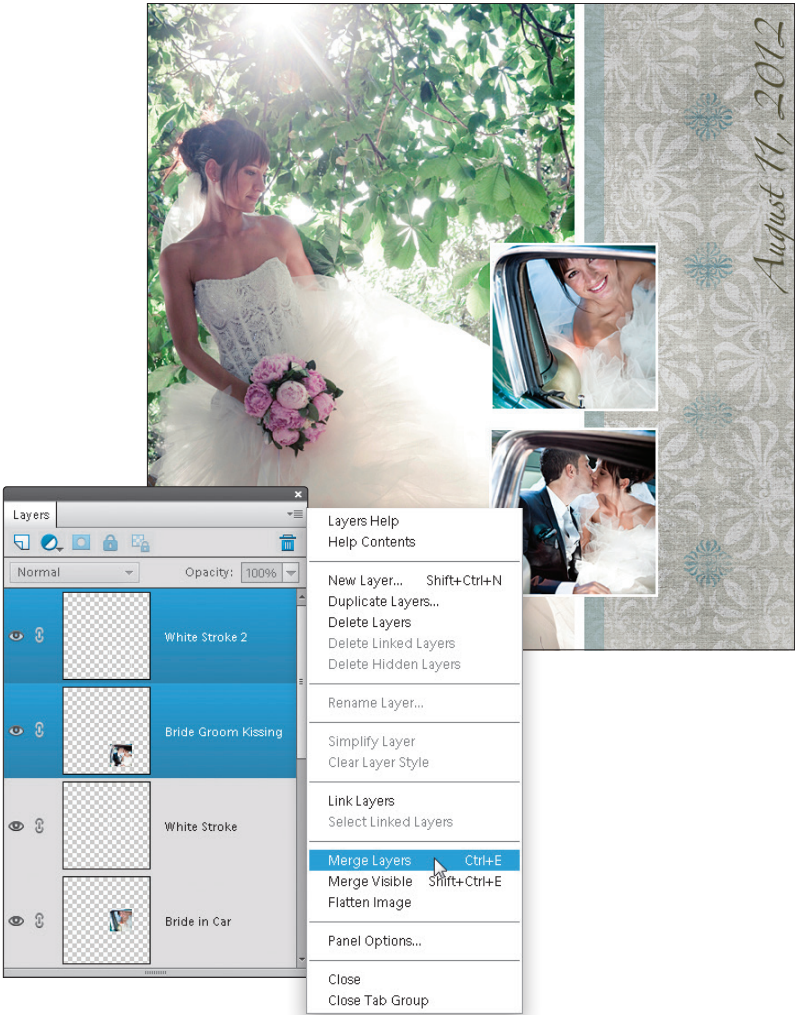 August 11, 2012
Layers
Normal
Opacity: 100%
White Stroke 2
Bride Groom Kissing
White Stroke
Bride in Car
Layers Help
Help Contents
New Layer... Shift+Ctrl+N
Duplicate Layers...
Delete Layers
Delete Linked Layers
Delete Hidden Layers
Rename Layer...
Simplify Layer
Clear Layer Style
Link Layers
Select Linked Layers
Merge Layers Ctrl+E
Merge Visible Shift+Ctrl+E
Flatten Image
Panel Options...
Close
Close Tab Group